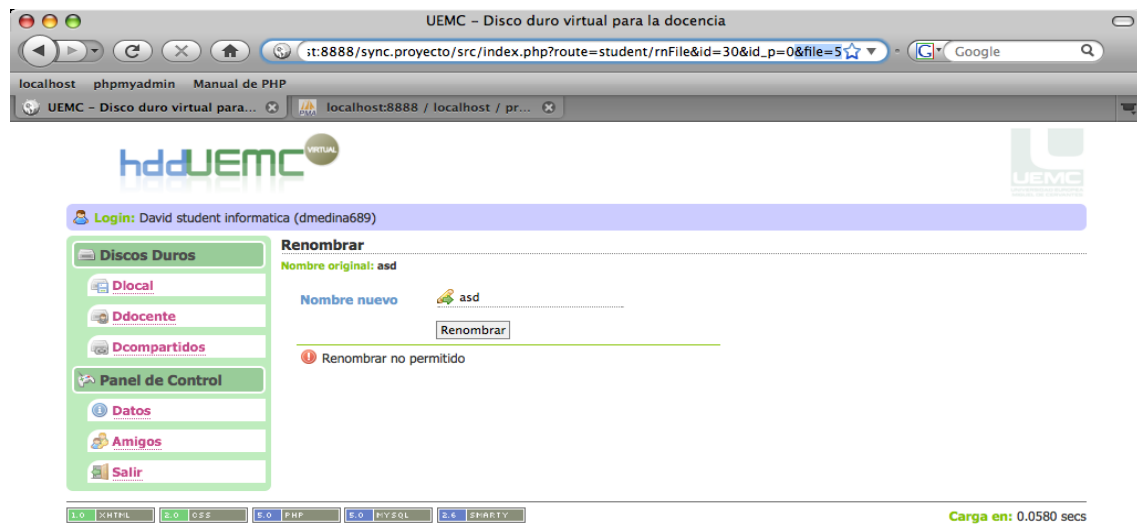 UEMC – Disco duro virtual para la docencia
st:8888/sync.proyecto/src/index.php?route=student/rnFile&id=30&id_p=0&file=5
Google
localhost phpmyadmin Manual de PHP
UEMC – Disco duro virtual para...
localhost:8888 / localhost / pr...
hddUEMC VIRTUAL
UEMC
Login: David student informatica (dmedina689)
Discos Duros
Dlocal
Ddocente
Dcompartidos
Panel de Control
Datos
Amigos
Salir
Renombrar
Nombre original: asd
Nombre nuevo asd
Renombrar
Renombrar no permitido
1.0 XHTML 2.0 CSS 5.0 PHP 5.0 MYSQL 2.6 SMARTY
Carga en: 0.0580 secs